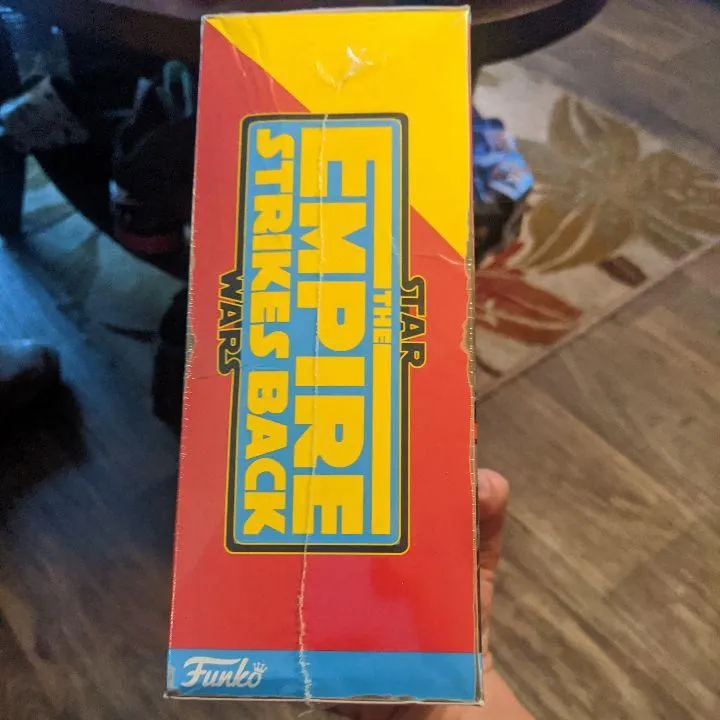 STAR
THE
EMPIRE
STRIKES BACK
WARS
Funko